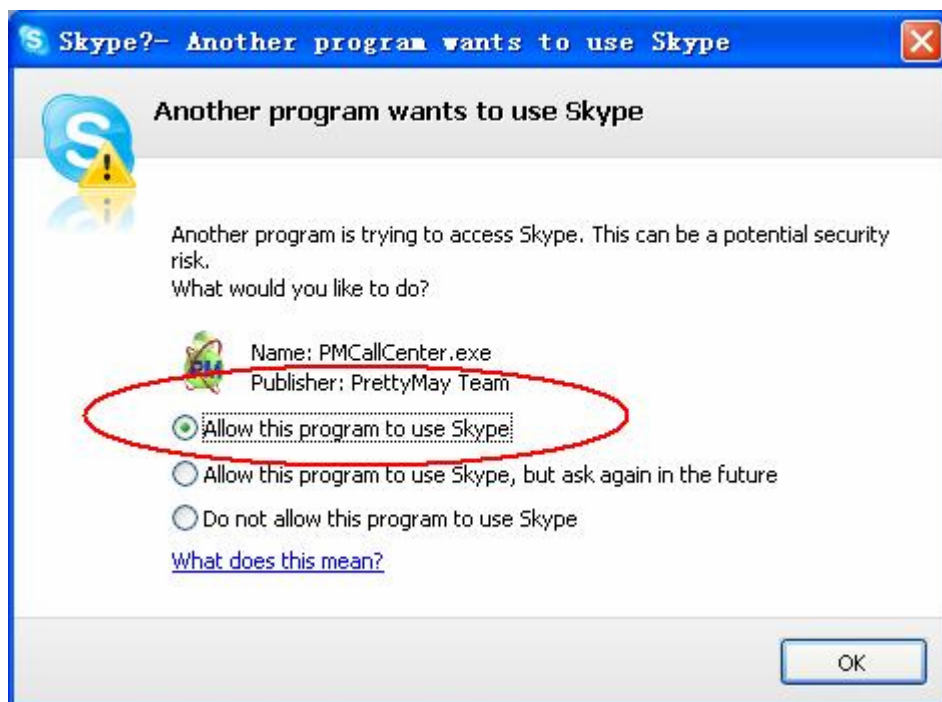 Skype?- Another program wants to use Skype
Another program wants to use Skype
Another program is trying to access Skype. This can be a potential security
risk.
What would you like to do?
PM
Name: PMCallCenter.exe
Publisher: PrettyMay Team
Allow this program to use Skype
Allow this program to use Skype, but ask again in the future
Do not allow this program to use Skype
What does this mean?
OK